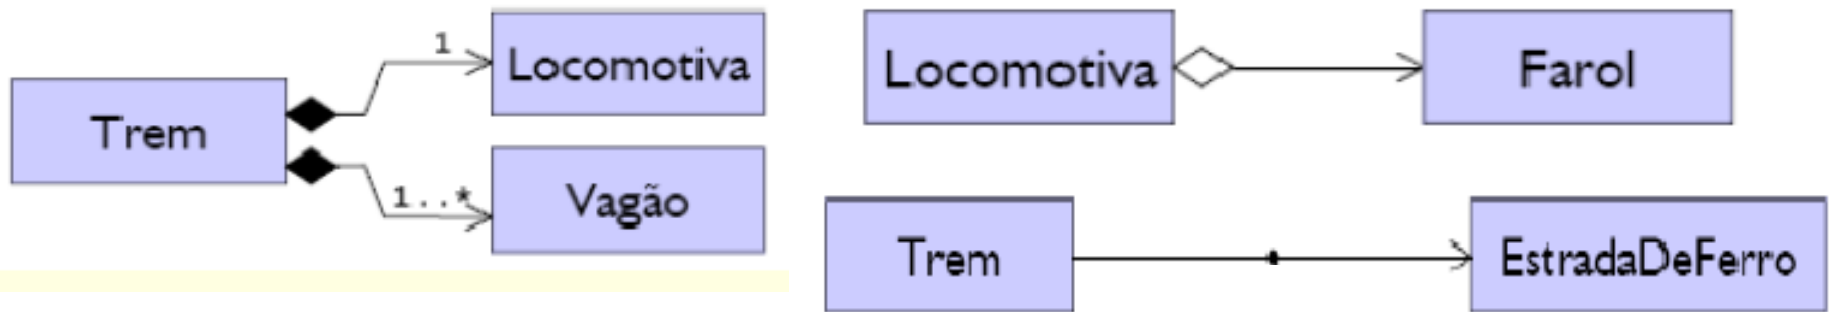 Trem
1
Locomotiva
1..*
Vagão
Locomotiva
Farol
Trem
EstradaDeFerro